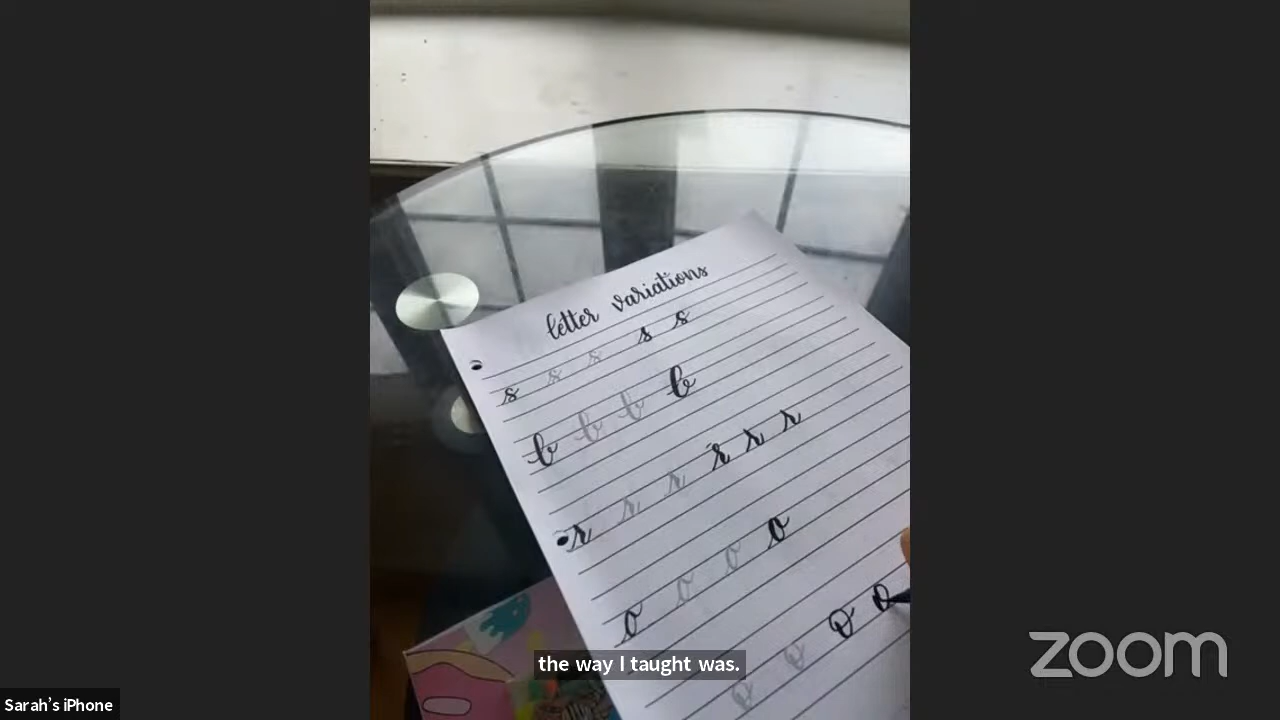 letter variations
s s s s s
b b b b
r r r r r r
o o o o
the way I taught was.
zoom
Sarah's iPhone